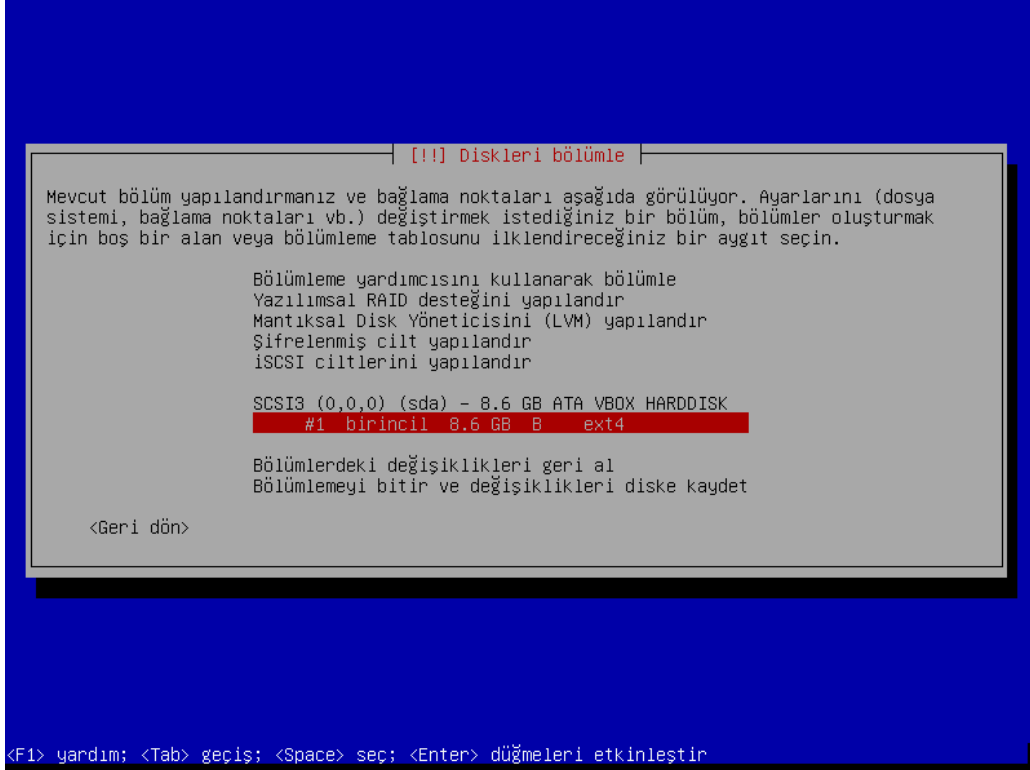 [!!] Diskleri bölümle
Mevcut bölüm yapılandırmanız ve bağlama noktaları aşağıda görülüyor. Ayarlarını (dosya
sistemi, bağlama noktaları vb.) değiştirmek istediğiniz bir bölüm, bölümler oluşturmak
için boş bir alan veya bölümleme tablosunu ilklendireceğiniz bir aygıt seçin.
Bölümleme yardımcısını kullanarak bölümle
Yazılımsal RAID desteğini yapılandır
Mantıksal Disk Yöneticisini (LVM) yapılandır
Şifrelenmiş cilt yapılandır
iSCSI ciltlerini yapılandır
SCSI3 (0,0,0) (sda) – 8.6 GB ATA VBOX HARDDISK
#1 birincil 8.6 GB B ext4
Bölümlerdeki değişiklikleri geri al
Bölümlemeyi bitir ve değişiklikleri diske kaydet
<Geri dön>
<F1> yardım; <Tab> geçiş; <Space> seç; <Enter> düğmeleri etkinleştir